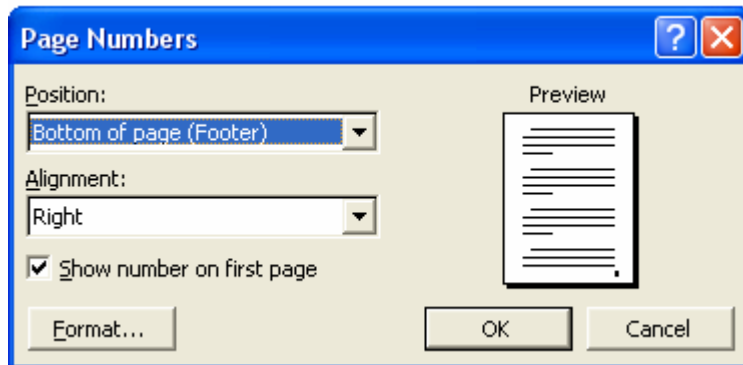 Page Numbers
Position:
Preview
Bottom of page (Footer)
Alignment:
Right
Show number on first page
Format...
OK
Cancel